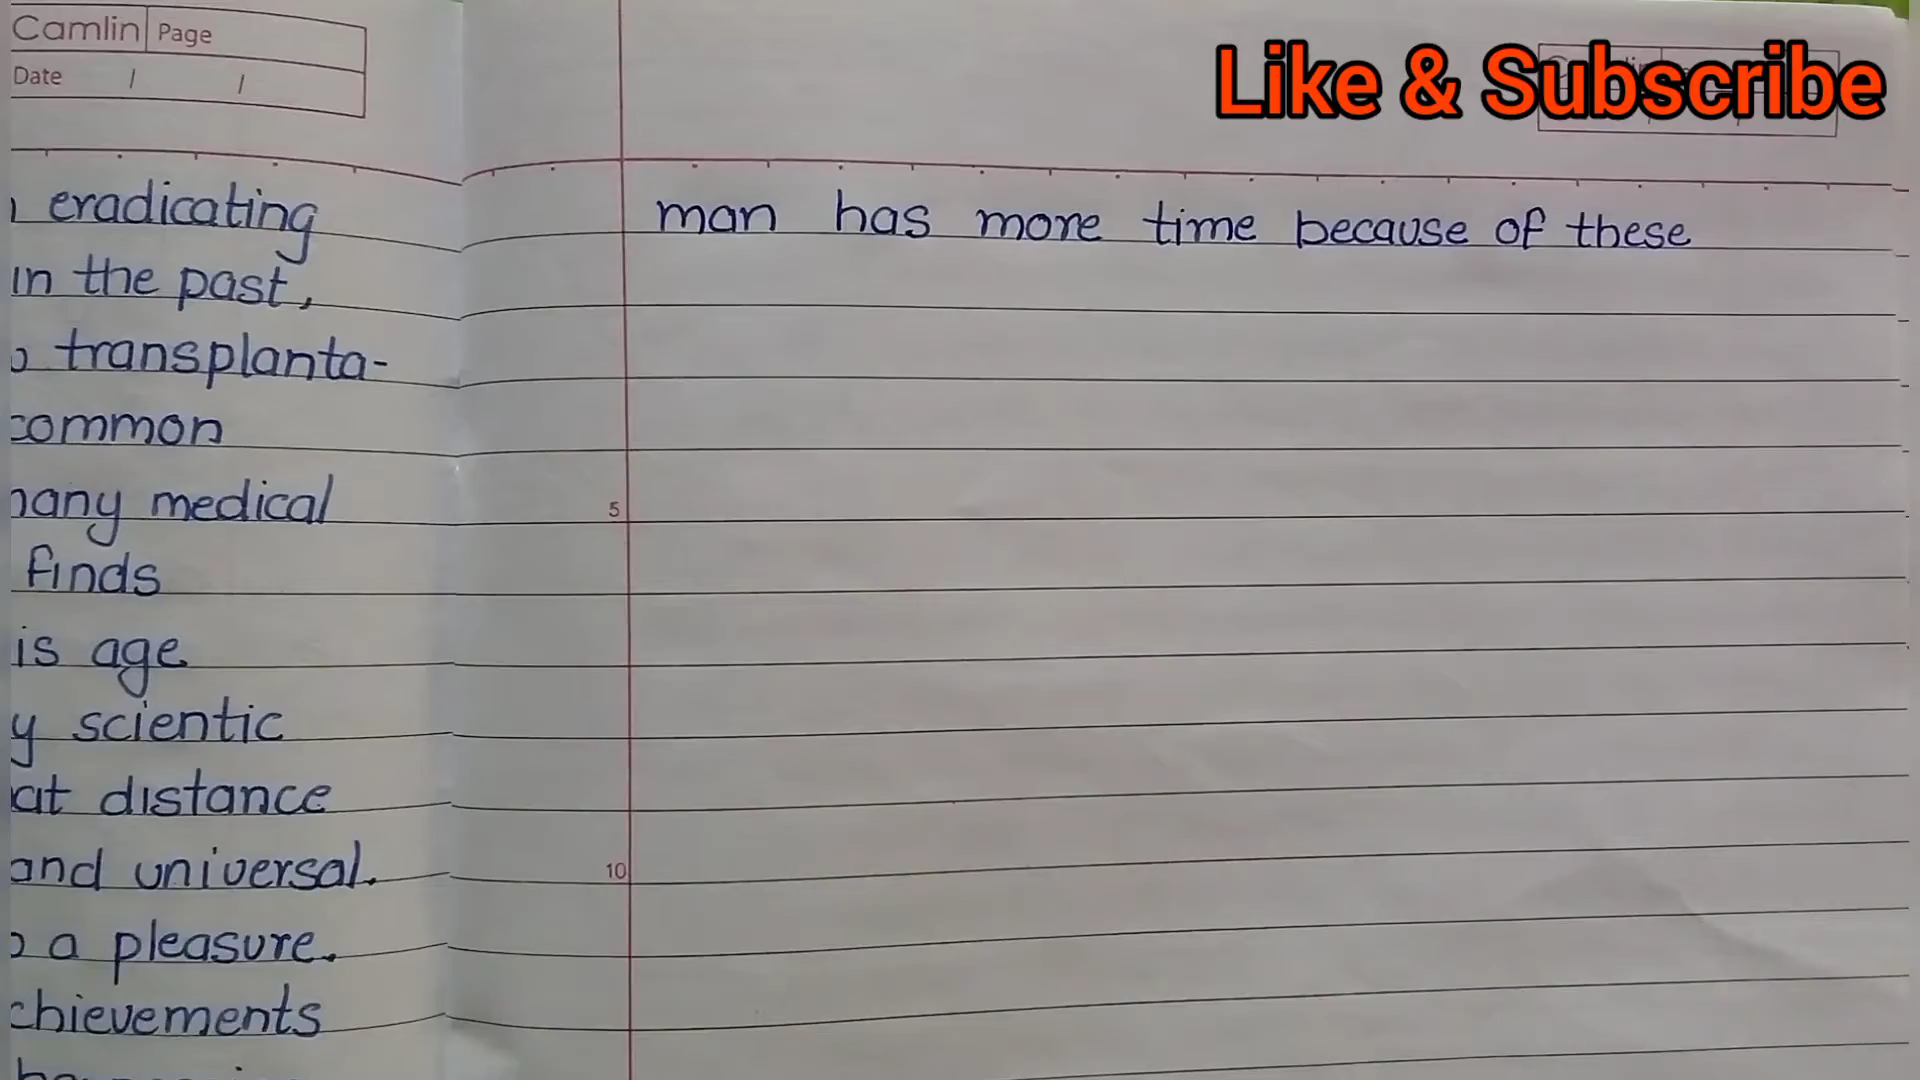 Camlin Page
Date / /
eradicating
in the past,
transplanta-
common
medical
finds
is age
scientic
at distance
and universal.
a pleasure.
chievements
Like & Subscribe
man has more time because of these
5
10